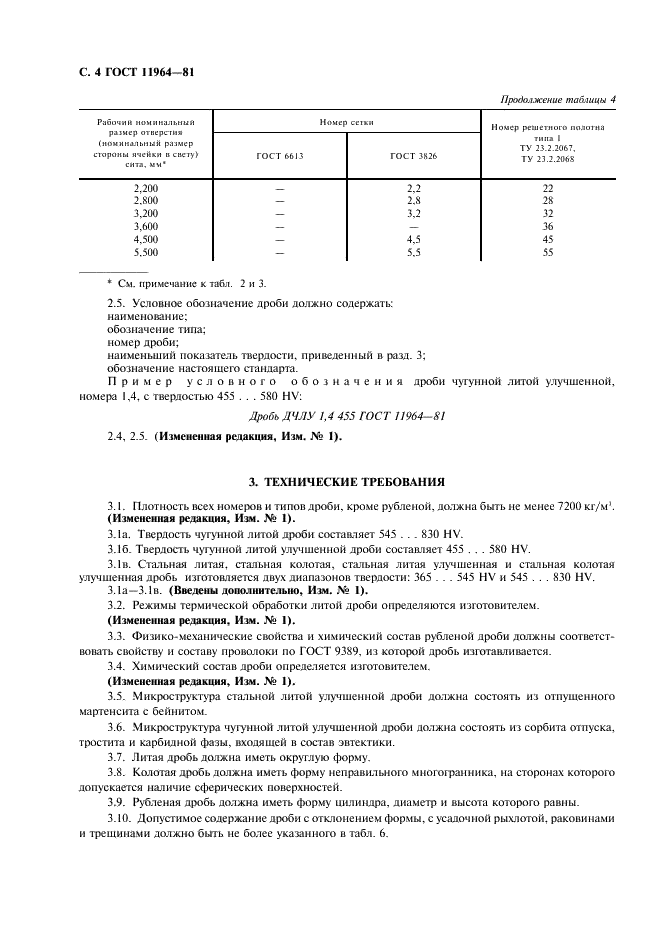 С. 4 ГОСТ 11964—81
Продолжение таблицы 4
Рабочий номинальный
размер отверстия
(номинальный размер
стороны ячейки в свету)
сита, мм*
Номер сетки
ГОСТ 6613
ГОСТ 3826
Номер решетного полотна
типа 1
ТУ 23.2.2067,
ТУ 23.2.2068
2,200 — 2,2 22
2,800 — 2,8 28
3,200 — 3,2 32
3,600 — — 36
4,500 — 4,5 45
5,500 — 5,5 55
* См. примечание к табл. 2 и 3.
2.5. Условное обозначение дроби должно содержать:
наименование;
обозначение типа;
номер дроби;
наименьший показатель твердости, приведенный в разд. 3;
обозначение настоящего стандарта.
Пример условного обозначения дроби чугунной литой улучшенной,
номера 1,4, с твердостью 455 . . . 580 HV:
Дробь ДЧЛУ 1,4 455 ГОСТ 11964—81
2.4, 2.5. (Измененная редакция, Изм. № 1).
3. ТЕХНИЧЕСКИЕ ТРЕБОВАНИЯ
3.1. Плотность всех номеров и типов дроби, кроме рубленой, должна быть не менее 7200 кг/м³.
(Измененная редакция, Изм. № 1).
3.1а. Твердость чугунной литой дроби составляет 545 . . . 830 HV.
3.1б. Твердость чугунной литой улучшенной дроби составляет 455 . . . 580 HV.
3.1в. Стальная литая, стальная колотая, стальная литая улучшенная и стальная колотая
улучшенная дробь изготовляется двух диапазонов твердости: 365 . . . 545 HV и 545 . . . 830 HV.
3.1а—3.1в. (Введены дополнительно, Изм. № 1).
3.2. Режимы термической обработки литой дроби определяются изготовителем.
(Измененная редакция, Изм. № 1).
3.3. Физико-механические свойства и химический состав рубленой дроби должны соответст-
вовать свойству и составу проволоки по ГОСТ 9389, из которой дробь изготавливается.
3.4. Химический состав дроби определяется изготовителем.
(Измененная редакция, Изм. № 1).
3.5. Микроструктура стальной литой улучшенной дроби должна состоять из отпущенного
мартенсита с бейнитом.
3.6. Микроструктура чугунной литой улучшенной дроби должна состоять из сорбита отпуска,
тростита и карбидной фазы, входящей в состав эвтектики.
3.7. Литая дробь должна иметь округлую форму.
3.8. Колотая дробь должна иметь форму неправильного многогранника, на сторонах которого
допускается наличие сферических поверхностей.
3.9. Рубленая дробь должна иметь форму цилиндра, диаметр и высота которого равны.
3.10. Допустимое содержание дроби с отклонением формы, с усадочной рыхлотой, раковинами
и трещинами должно быть не более указанного в табл. 6.